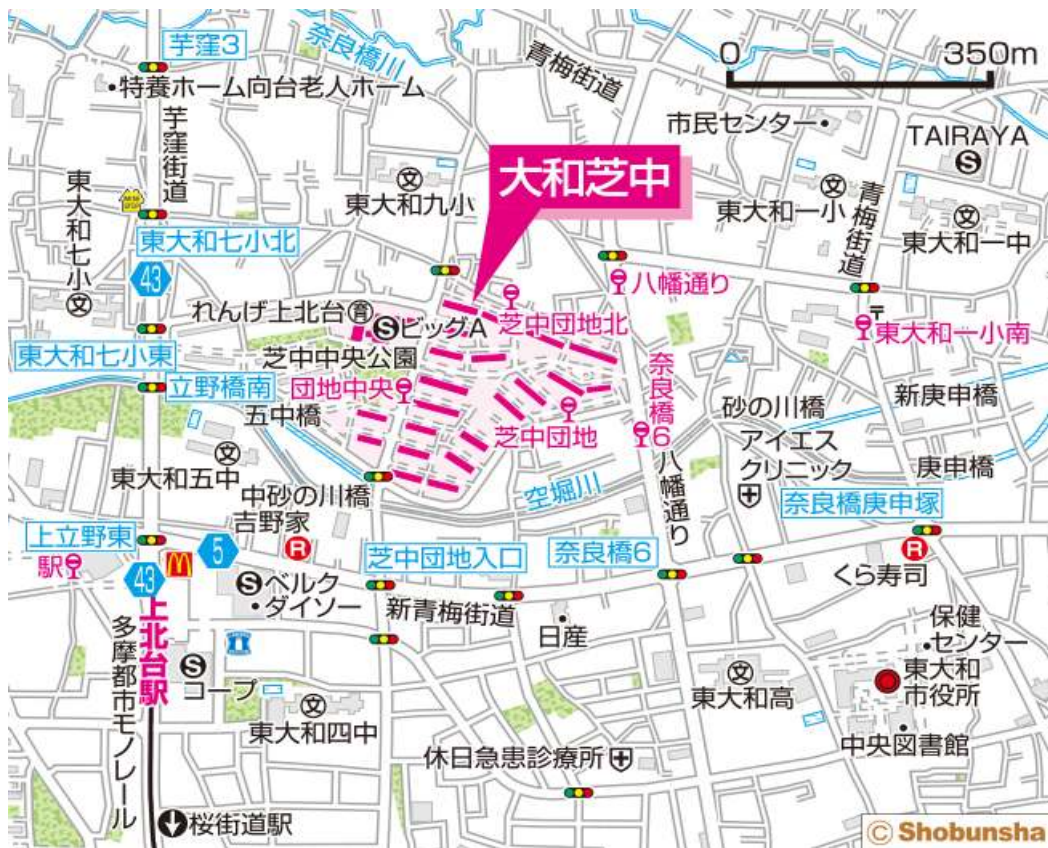 芋窪3
奈良橋川
青梅街道
0
350m
・特養ホーム向台老人ホーム
芋窪街道
市民センター・
TAIRAYA
S
東大和七小
文
東大和九小
文
大和芝中
文
東大和一小
青梅街道
文
東大和一中
東大和七小北
43
れんげ上北台
育
SビッグA
芝中団地北
八幡通り
〒
東大和一小南
東大和七小東
芝中中央公園
立野橋南
団地中央
五中橋
奈良橋6
砂の川橋
新庚申橋
文
東大和五中
芝中団地
アイエス
クリニック
庚申橋
中砂の川橋
空堀川
八幡通り
奈良橋庚申塚
吉野家
R
上立野東
5
芝中団地入口
奈良橋6
R
くら寿司
駅
43
M
Sベルク
・ダイソー
新青梅街道
日産
保健
センター
上北台駅
多摩都市モノレール
S
コープ
文
東大和四中
文
東大和高
東大和
市役所
中央図書館
休日急患診療所
桜街道駅
© Shobunsha